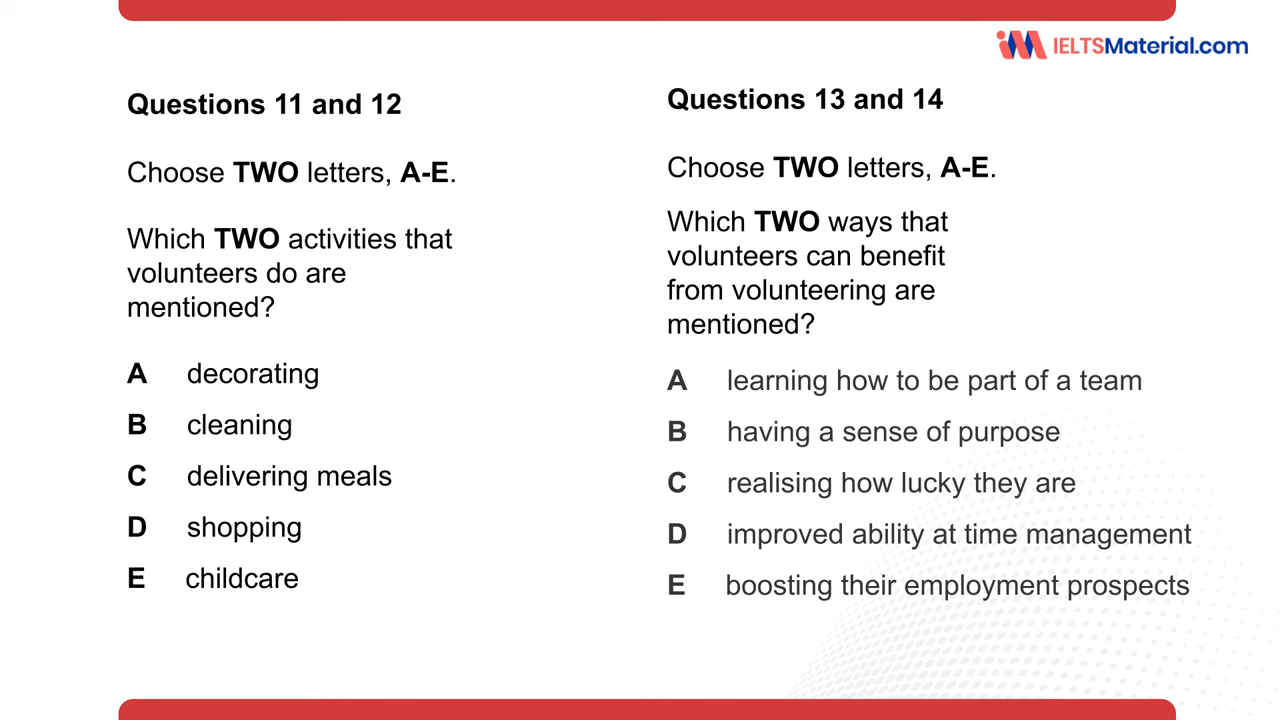 IELTSMaterial.com
Questions 11 and 12
Choose TWO letters, A-E.
Which TWO activities that
volunteers do are
mentioned?
A decorating
B cleaning
C delivering meals
D shopping
E childcare
Questions 13 and 14
Choose TWO letters, A-E.
Which TWO ways that
volunteers can benefit
from volunteering are
mentioned?
A learning how to be part of a team
B having a sense of purpose
C realising how lucky they are
D improved ability at time management
E boosting their employment prospects